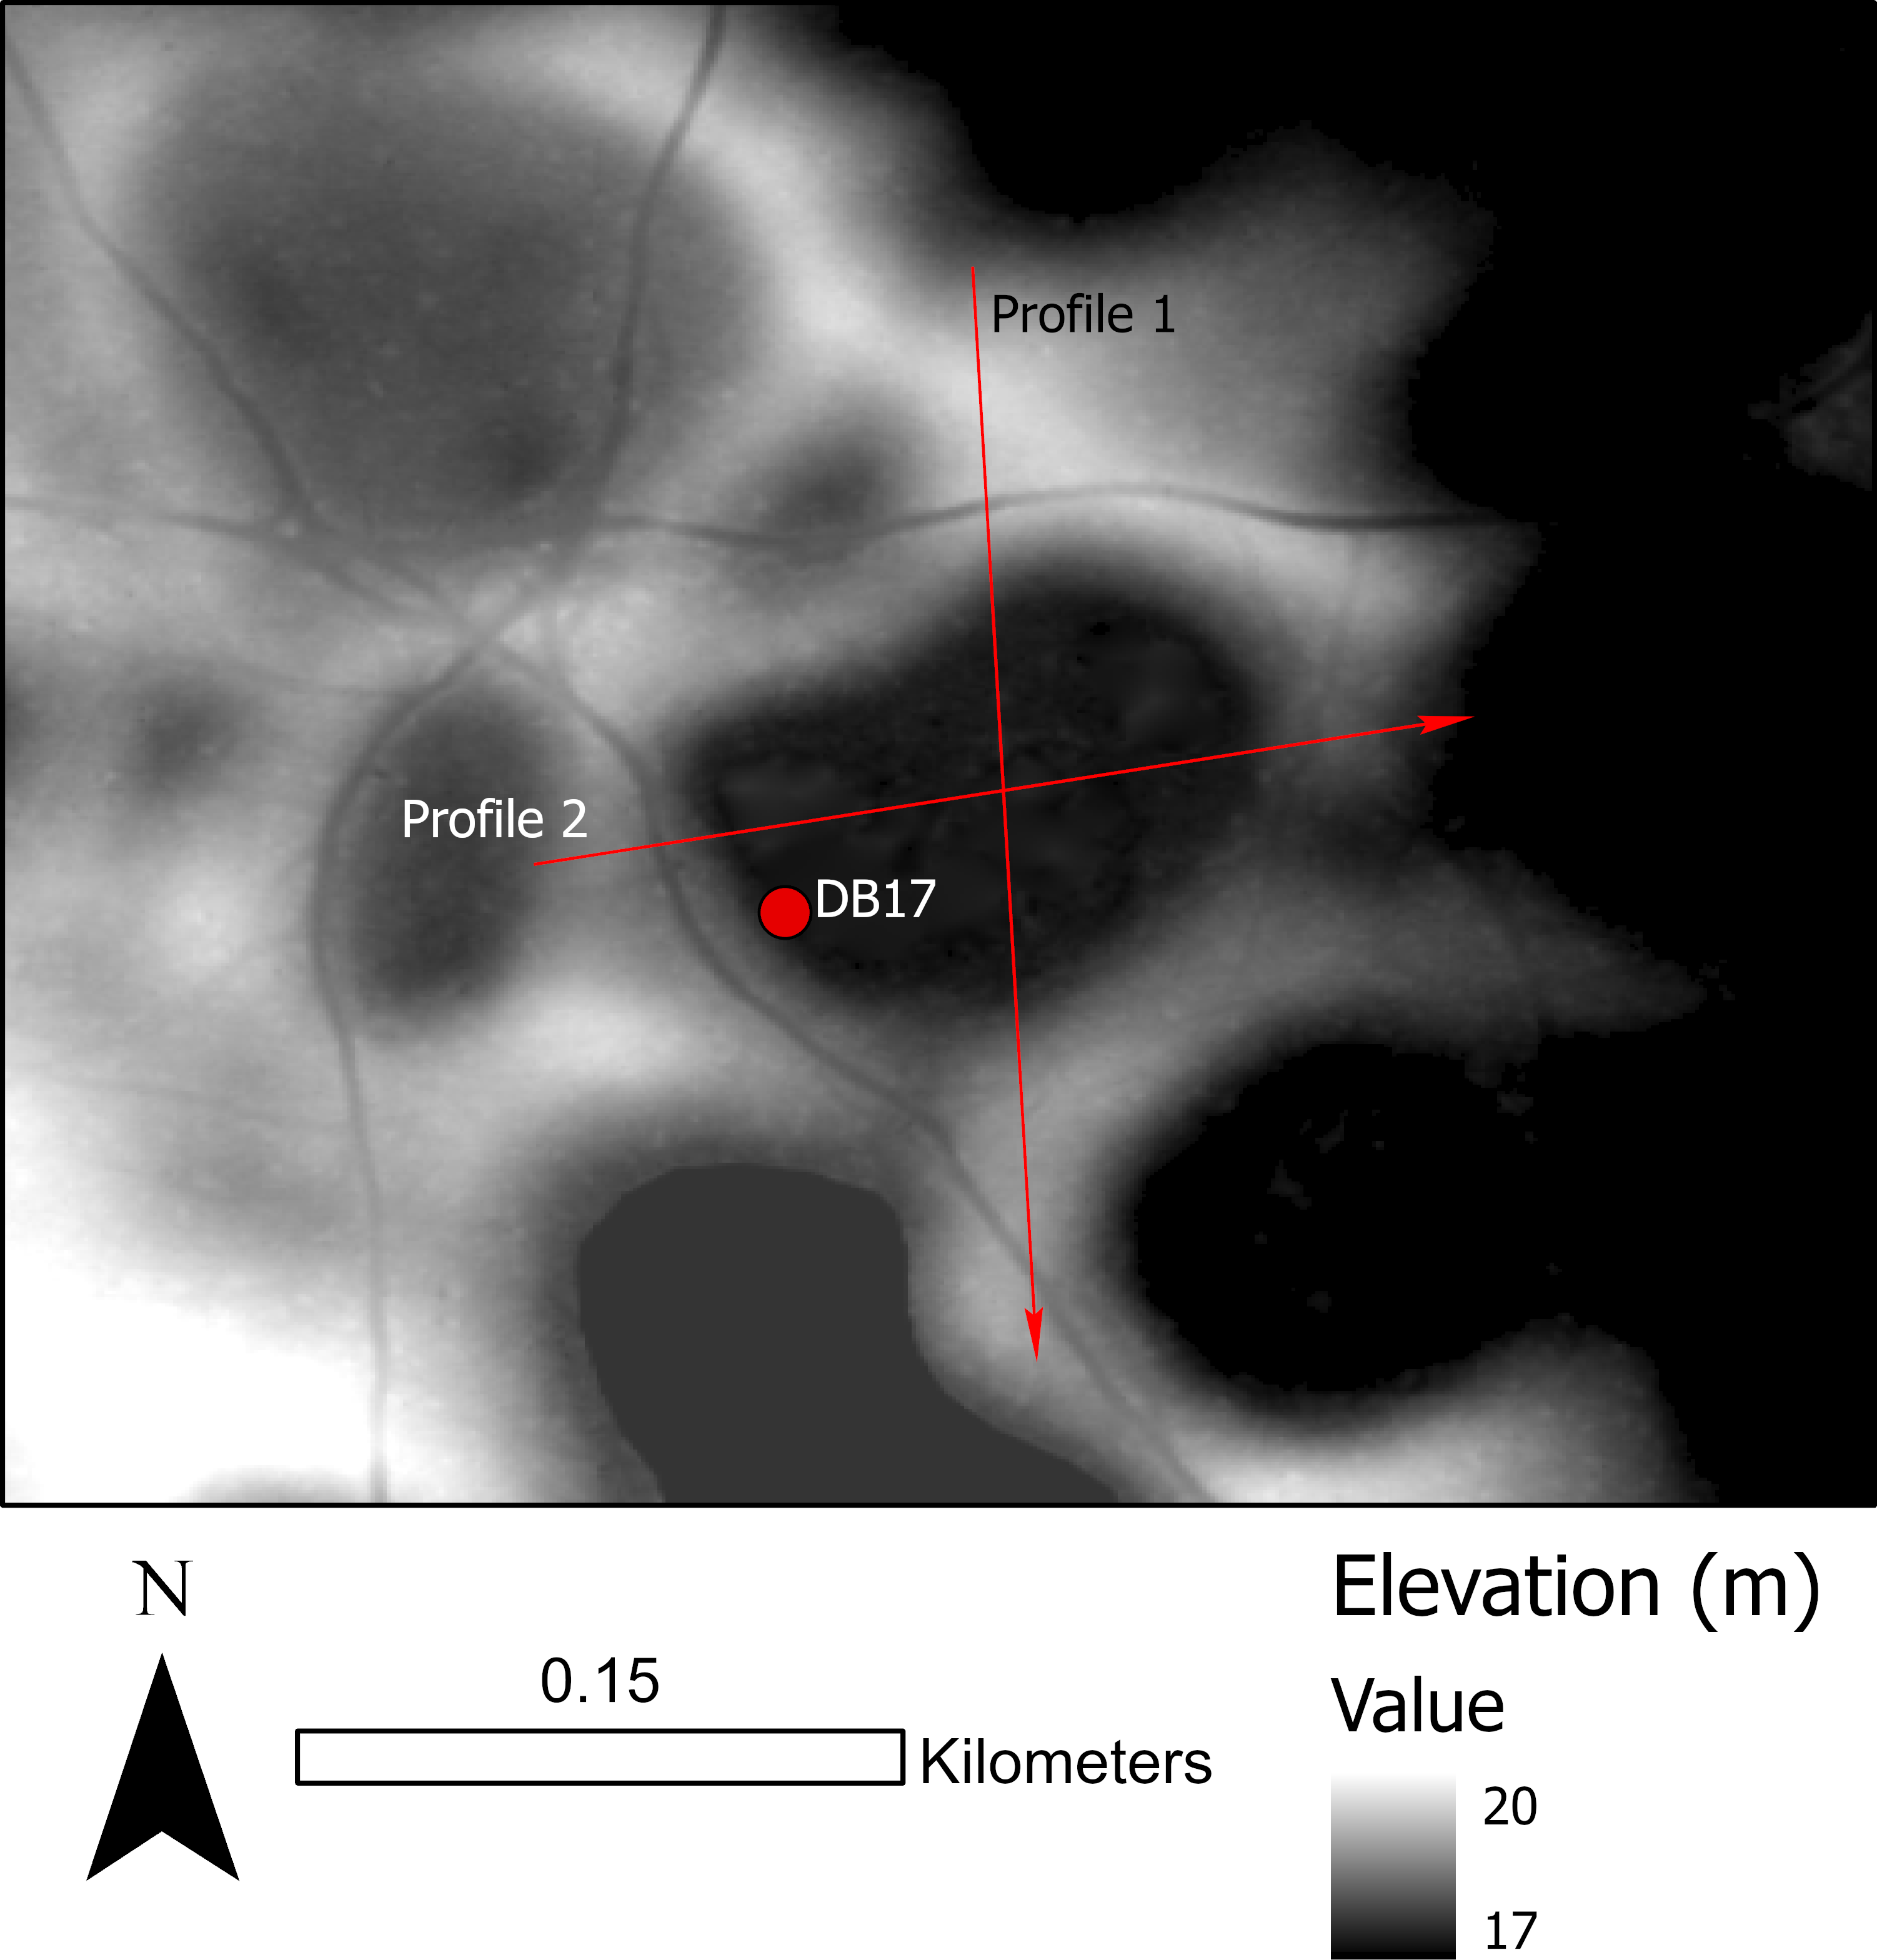 Profile 1
Profile 2
DB17
N
0.15
Kilometers
Elevation (m)
Value
20
17